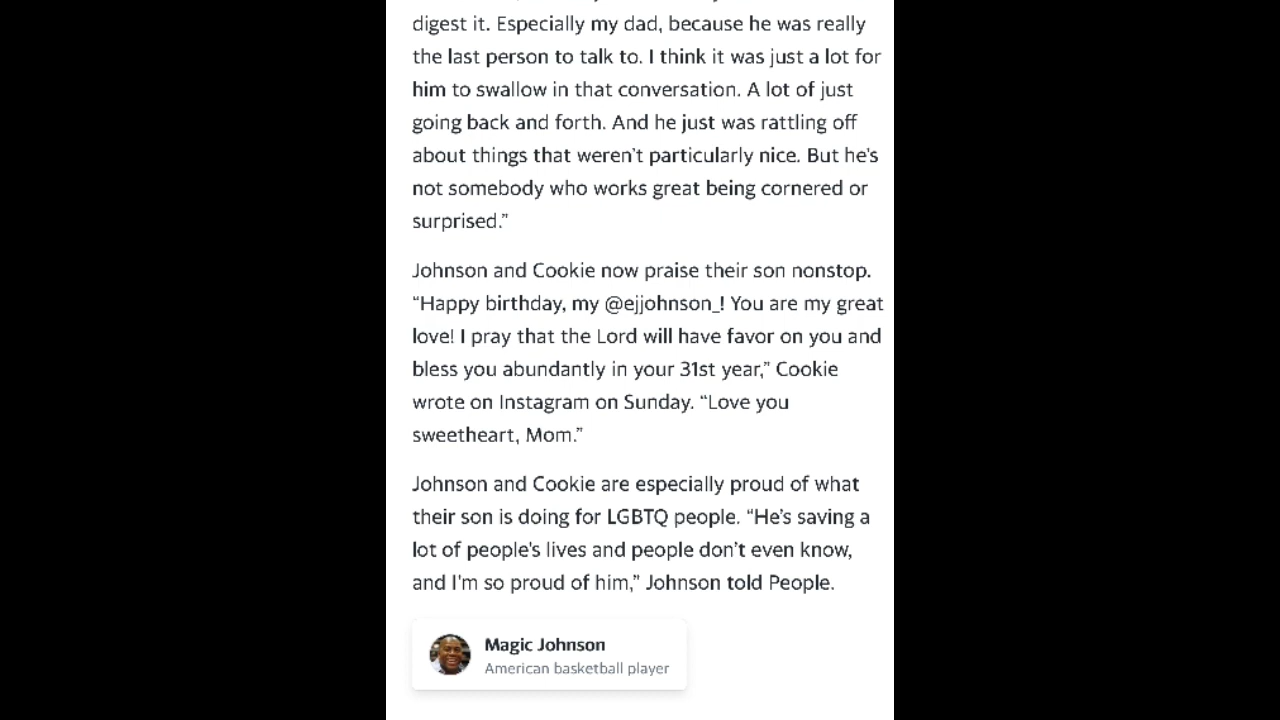 digest it. Especially my dad, because he was really
the last person to talk to. I think it was just a lot for
him to swallow in that conversation. A lot of just
going back and forth. And he just was rattling off
about things that weren’t particularly nice. But he's
not somebody who works great being cornered or
surprised.”
Johnson and Cookie now praise their son nonstop.
“Happy birthday, my @ejjohnson_! You are my great
love! I pray that the Lord will have favor on you and
bless you abundantly in your 31st year,” Cookie
wrote on Instagram on Sunday. “Love you
sweetheart, Mom.”
Johnson and Cookie are especially proud of what
their son is doing for LGBTQ people. “He’s saving a
lot of people's lives and people don’t even know,
and I'm so proud of him,” Johnson told People.
Magic Johnson
American basketball player